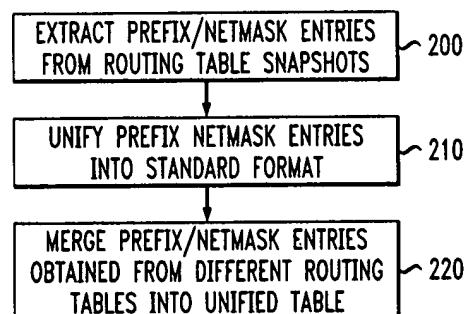 EXTRACT PREFIX/NETMASK ENTRIES
FROM ROUTING TABLE SNAPSHOTS
200
UNIFY PREFIX NETMASK ENTRIES
INTO STANDARD FORMAT
210
MERGE PREFIX/NETMASK ENTRIES
OBTAINED FROM DIFFERENT ROUTING
TABLES INTO UNIFIED TABLE
220